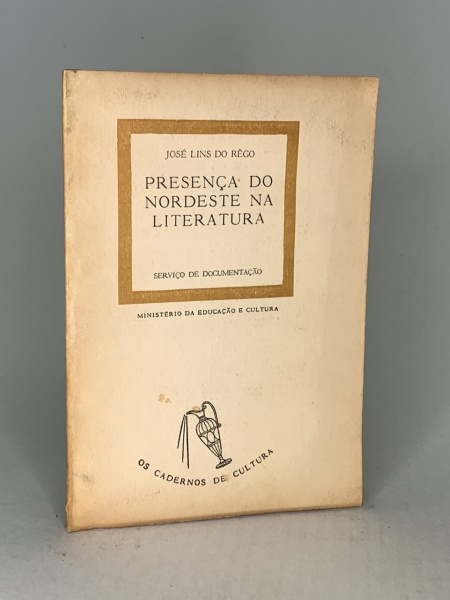 JOSÉ LINS DO RÊGO
PRESENÇA DO
NORDESTE NA
LITERATURA
SERVIÇO DE DOCUMENTAÇÃO
MINISTÉRIO DA EDUCAÇÃO E CULTURA
OS CADERNOS DE CULTURA